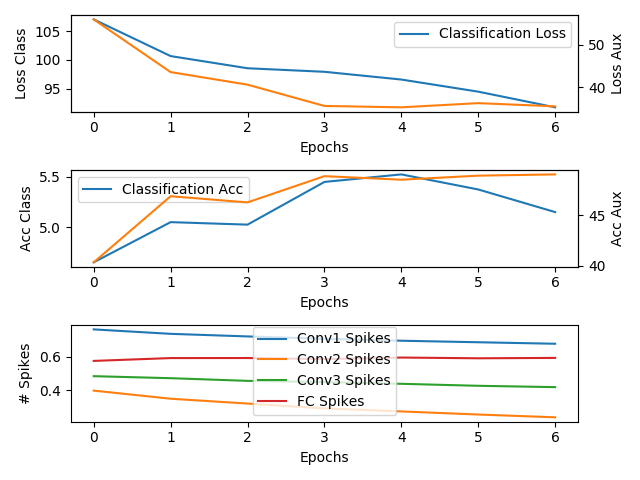 Loss Class
105
100
95
Classification Loss
50
40
Loss Aux
0 1 2 3 4 5 6
Epochs
Acc Class
5.5
5.0
Classification Acc
45
40
Acc Aux
0 1 2 3 4 5 6
Epochs
# Spikes
0.6
0.4
Conv1 Spikes
Conv2 Spikes
Conv3 Spikes
FC Spikes
0 1 2 3 4 5 6
Epochs